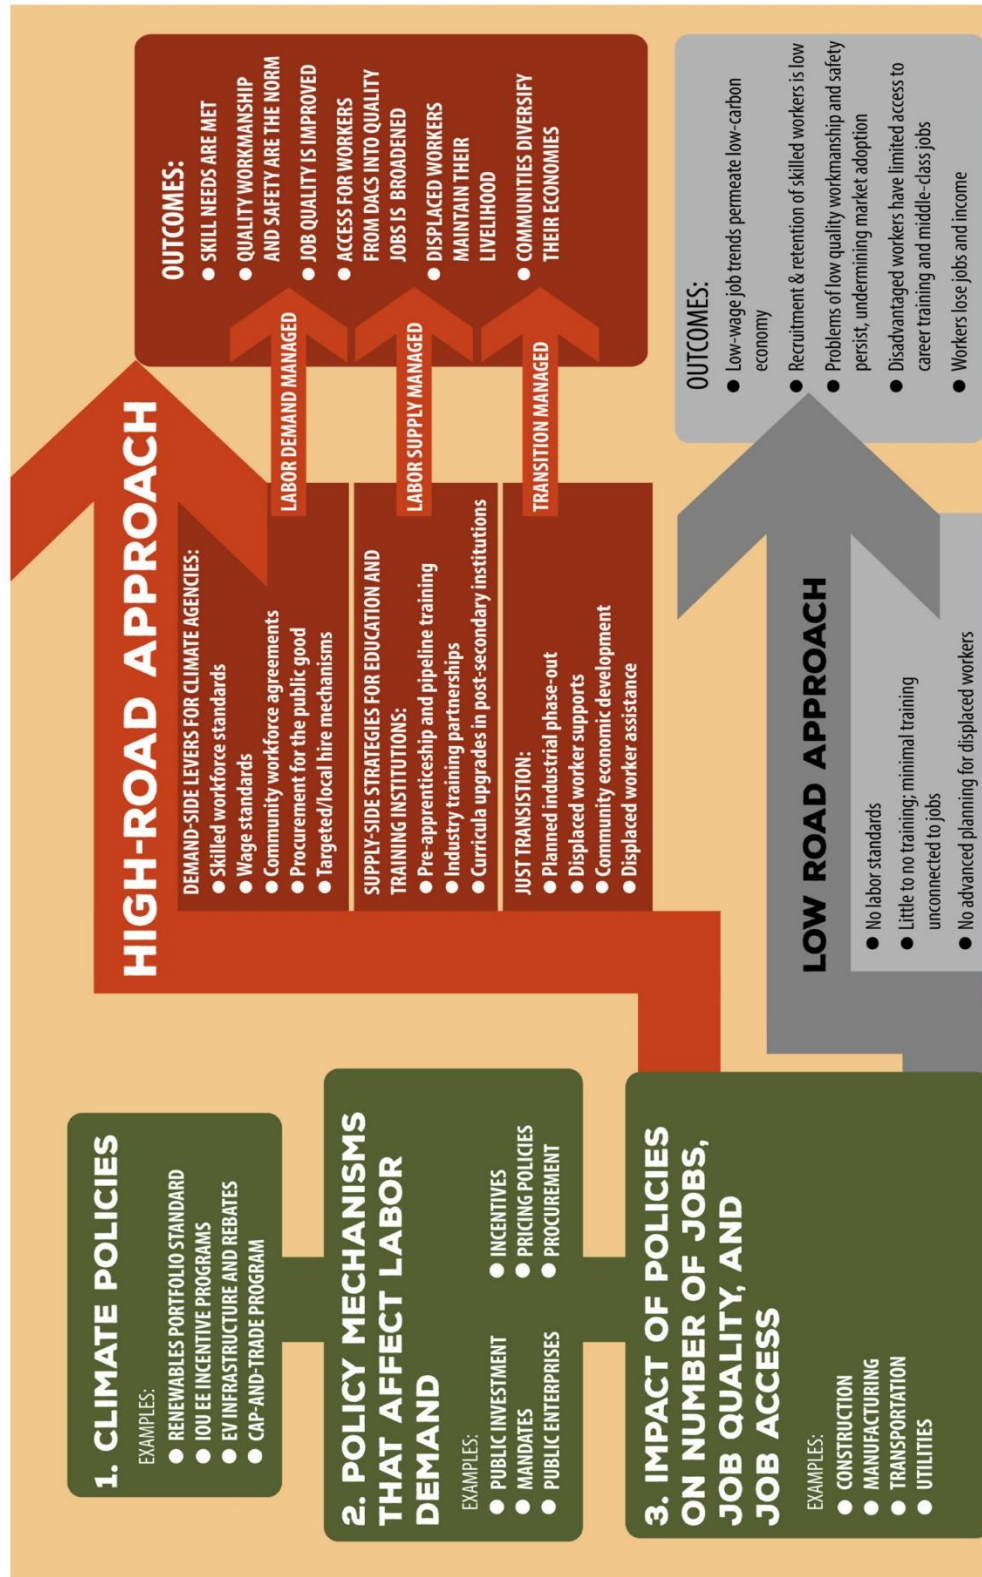 1. CLIMATE POLICIES
EXAMPLES:
● RENEWABLES PORTFOLIO STANDARD
● IOU EE INCENTIVE PROGRAMS
● EV INFRASTRUCTURE AND REBATES
● CAP-AND-TRADE PROGRAM
2. POLICY MECHANISMS
THAT AFFECT LABOR
DEMAND
EXAMPLES:
● PUBLIC INVESTMENT
● MANDATES
● PUBLIC ENTERPRISES
● INCENTIVES
● PRICING POLICIES
● PROCUREMENT
3. IMPACT OF POLICIES
ON NUMBER OF JOBS,
JOB QUALITY, AND
JOB ACCESS
EXAMPLES:
● CONSTRUCTION
● MANUFACTURING
● TRANSPORTATION
● UTILITIES
HIGH-ROAD APPROACH
DEMAND-SIDE LEVERS FOR CLIMATE AGENCIES:
● Skilled workforce standards
● Wage standards
● Community workforce agreements
● Procurement for the public good
● Targeted/local hire mechanisms
LABOR DEMAND MANAGED
SUPPLY-SIDE STRATEGIES FOR EDUCATION AND
TRAINING INSTITUTIONS:
● Pre-apprenticeship and pipeline training
● Industry training partnerships
● Curricula upgrades in post-secondary institutions
LABOR SUPPLY MANAGED
JUST TRANSISTION:
● Planned industrial phase-out
● Displaced worker supports
● Community economic development
● Displaced worker assistance
TRANSITION MANAGED
OUTCOMES:
● SKILL NEEDS ARE MET
● QUALITY WORKMANSHIP
AND SAFETY ARE THE NORM
● JOB QUALITY IS IMPROVED
● ACCESS FOR WORKERS
FROM DACS INTO QUALITY
JOBS IS BROADENED
● DISPLACED WORKERS
MAINTAIN THEIR
LIVELIHOOD
● COMMUNITIES DIVERSIFY
THEIR ECONOMIES
LOW ROAD APPROACH
● No labor standards
● Little to no training; minimal training
unconnected to jobs
● No advanced planning for displaced workers
OUTCOMES:
● Low-wage job trends permeate low-carbon
economy
● Recruitment & retention of skilled workers is low
● Problems of low quality workmanship and safety
persist, undermining market adoption
● Disadvantaged workers have limited access to
career training and middle-class jobs
● Workers lose jobs and income